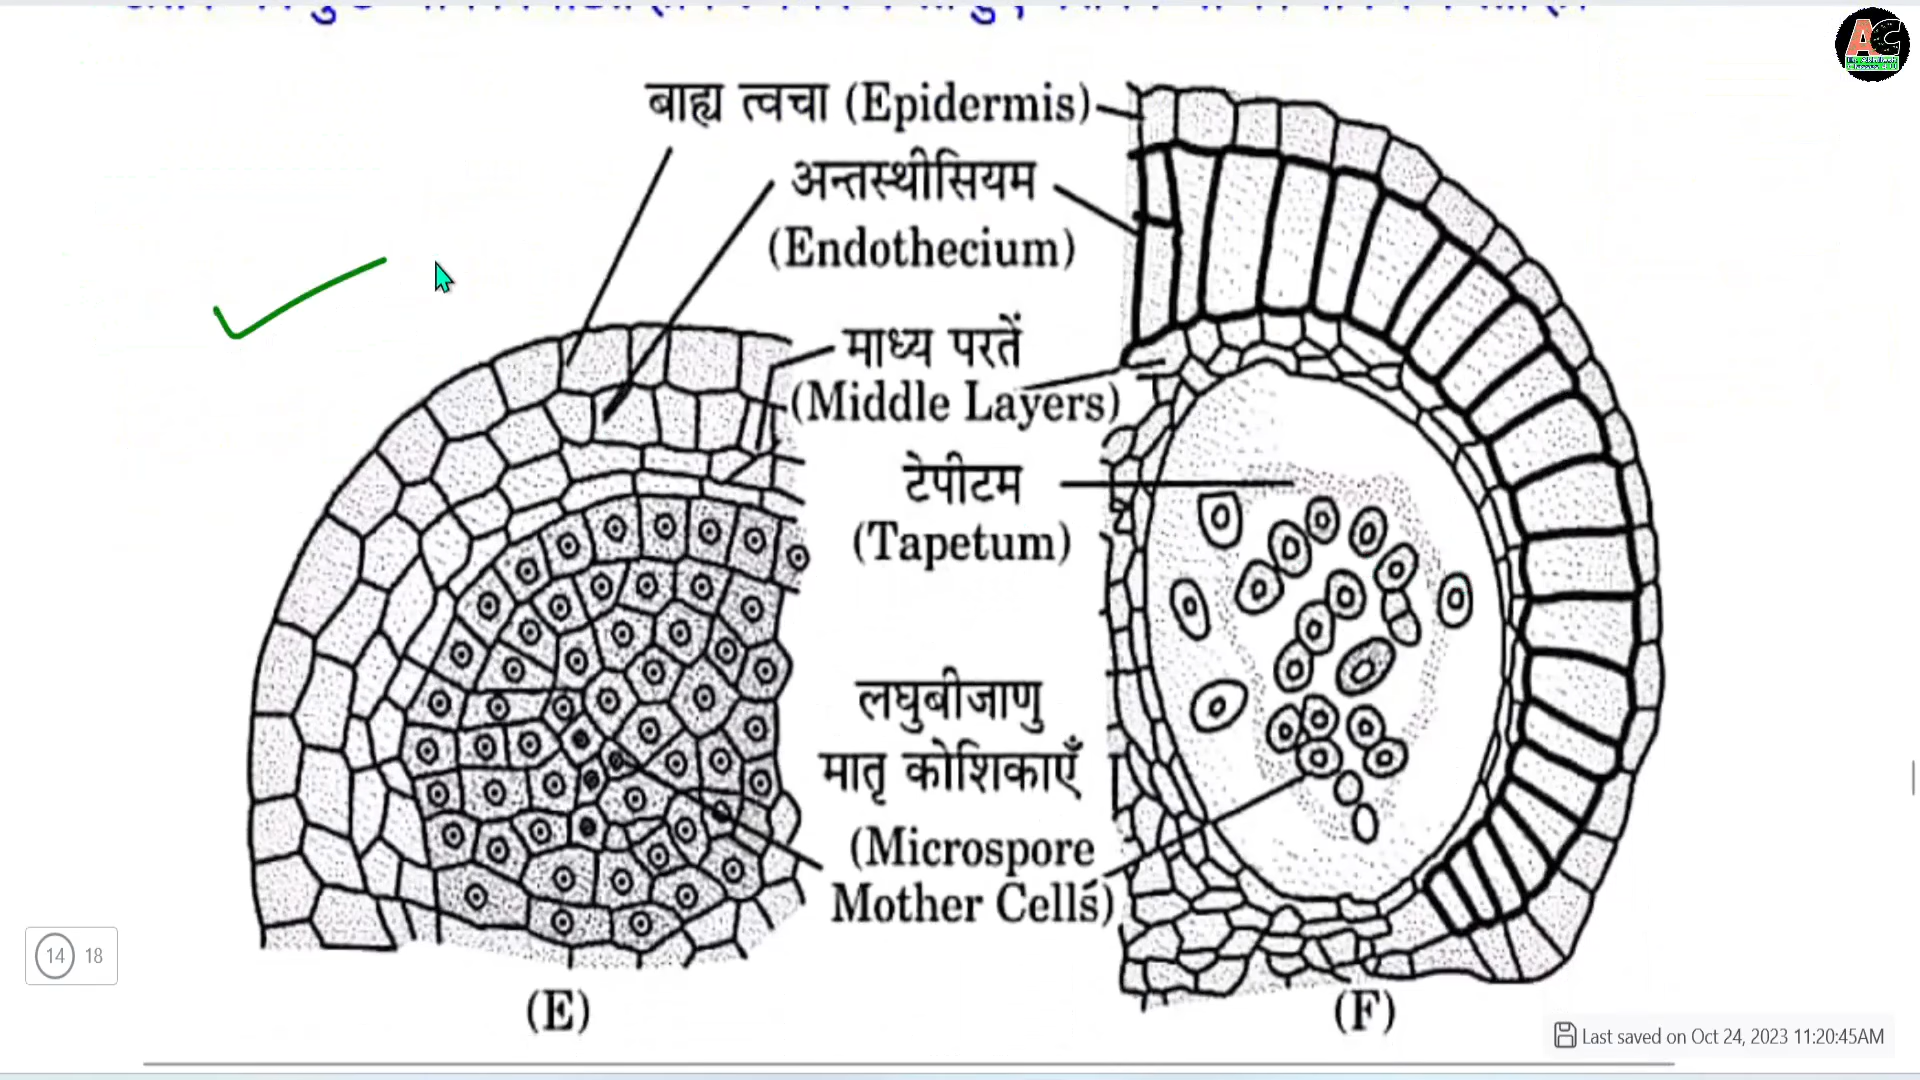 बाह्य त्वचा (Epidermis)
अन्तस्थीसियम
(Endothecium)
माध्य परतें
(Middle Layers)
टेपीटम
(Tapetum)
लघुबीजाणु
मातृ कोशिकाएँ
(Microspore
Mother Cells)
(E)
(F)
14 18
Last saved on Oct 24, 2023 11:20:45AM
AC